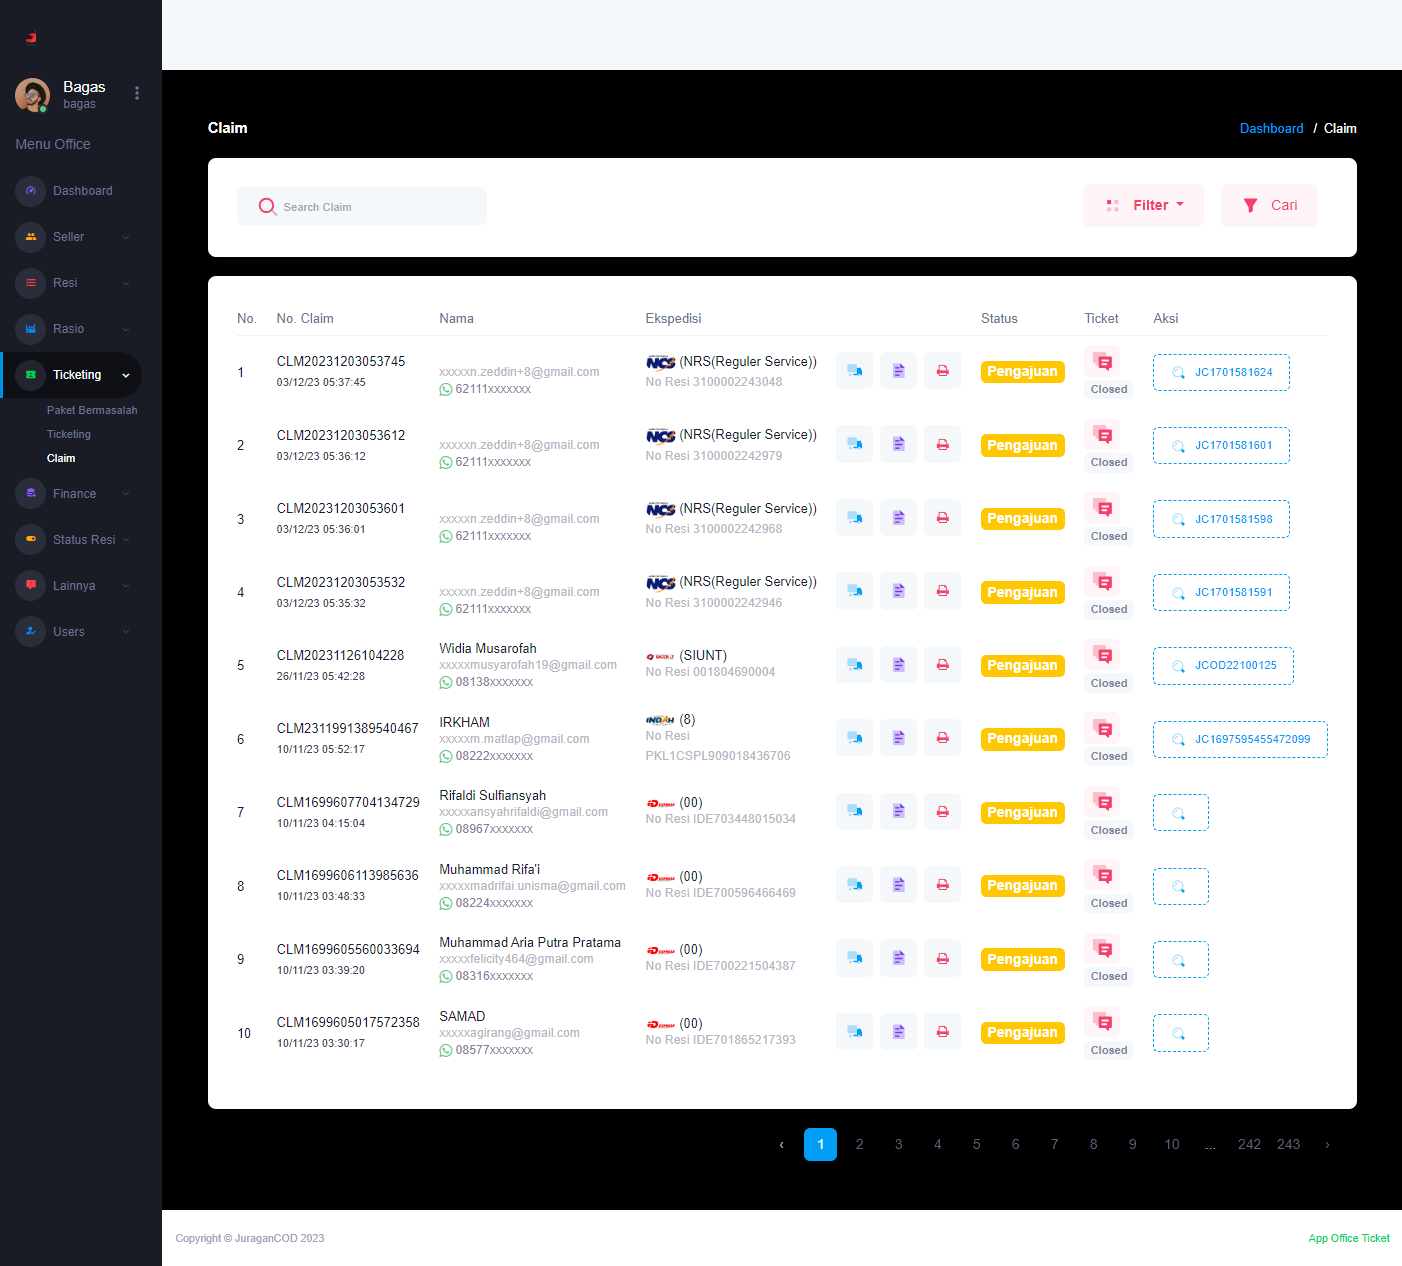 Bagas
bagas
Menu Office
Dashboard
Seller
Resi
Rasio
Ticketing
Paket Bermasalah
Ticketing
Claim
Finance
Status Resi
Lainnya
Users
Claim
Dashboard / Claim
Search Claim
Filter
Cari
No. No. Claim Nama Ekspedisi Status Ticket Aksi
1 CLM20231203053745 03/12/23 05:37:45 xxxxxn.zeddin+8@gmail.com 62111xxxxxxx NCS (NRS(Reguler Service)) No Resi 3100002243048 Pengajuan Closed JC1701581624
2 CLM20231203053612 03/12/23 05:36:12 xxxxxn.zeddin+8@gmail.com 62111xxxxxxx NCS (NRS(Reguler Service)) No Resi 3100002242979 Pengajuan Closed JC1701581601
3 CLM20231203053601 03/12/23 05:36:01 xxxxxn.zeddin+8@gmail.com 62111xxxxxxx NCS (NRS(Reguler Service)) No Resi 3100002242968 Pengajuan Closed JC1701581598
4 CLM20231203053532 03/12/23 05:35:32 xxxxxn.zeddin+8@gmail.com 62111xxxxxxx NCS (NRS(Reguler Service)) No Resi 3100002242946 Pengajuan Closed JC1701581591
5 CLM20231126104228 26/11/23 05:42:28 Widia Musarofah xxxxxmusyarofah19@gmail.com 08138xxxxxxx (SIUNT) No Resi 001804690004 Pengajuan Closed JCOD22100125
6 CLM2311991389540467 10/11/23 05:52:17 IRKHAM xxxxxm.matlap@gmail.com 08222xxxxxxx INDAH (8) No Resi PKL1CSPL909018436706 Pengajuan Closed JC1697595455472099
7 CLM1699607704134729 10/11/23 04:15:04 Rifaldi Sulfiansyah xxxxxansyahrifaldi@gmail.com 08967xxxxxxx (00) No Resi IDE703448015034 Pengajuan Closed
8 CLM1699606113985636 10/11/23 03:48:33 Muhammad Rifa'i xxxxxmadrifai.unisma@gmail.com 08224xxxxxxx (00) No Resi IDE700596466469 Pengajuan Closed
9 CLM1699605560033694 10/11/23 03:39:20 Muhammad Aria Putra Pratama xxxxxfelicity464@gmail.com 08316xxxxxxx (00) No Resi IDE700221504387 Pengajuan Closed
10 CLM1699605017572358 10/11/23 03:30:17 SAMAD xxxxxagirang@gmail.com 08577xxxxxxx (00) No Resi IDE701865217393 Pengajuan Closed
‹ 1 2 3 4 5 6 7 8 9 10 ... 242 243 ›
Copyright © JuraganCOD 2023
App Office Ticket